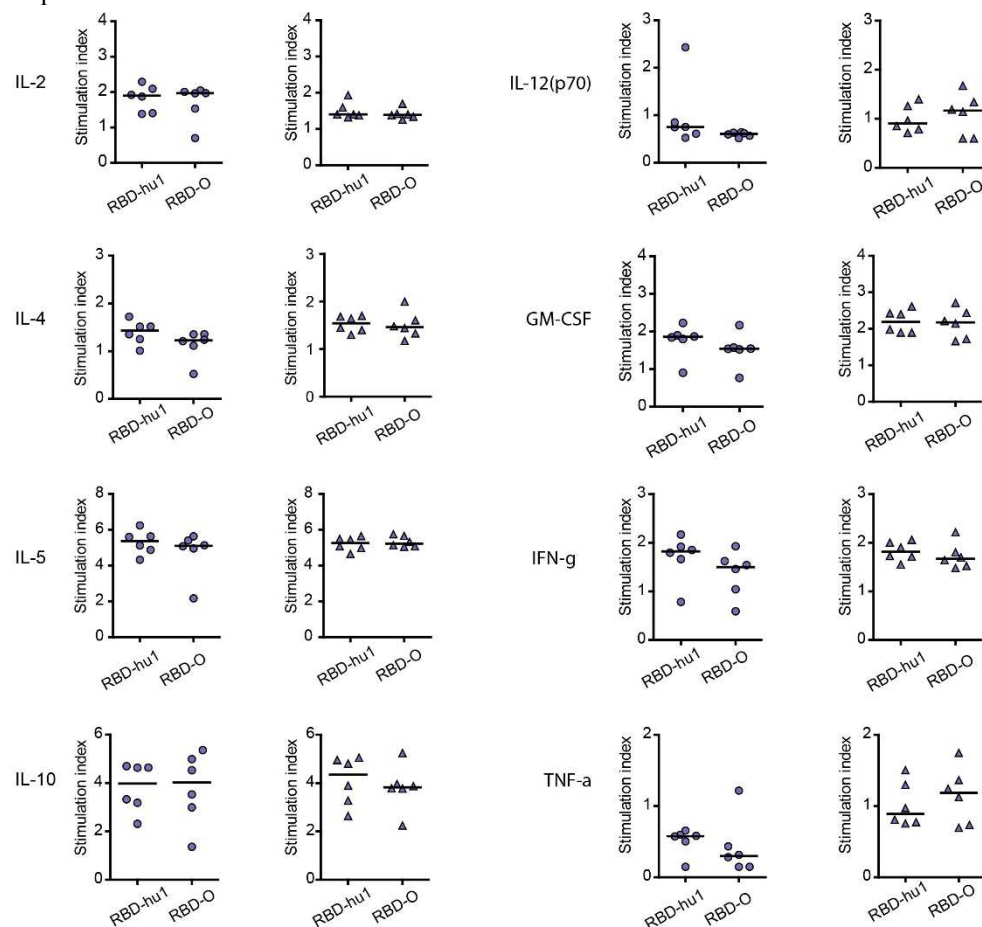 IL-2
Stimulation index
4
3
2
1
0
RBD-hu1
RBD-O
Stimulation index
4
3
2
1
0
RBD-hu1
RBD-O
IL-12(p70)
Stimulation index
3
2
1
0
RBD-hu1
RBD-O
Stimulation index
3
2
1
0
RBD-hu1
RBD-O
IL-4
Stimulation index
3
2
1
0
RBD-hu1
RBD-O
Stimulation index
3
2
1
0
RBD-hu1
RBD-O
GM-CSF
Stimulation index
4
3
2
1
0
RBD-hu1
RBD-O
Stimulation index
4
3
2
1
0
RBD-hu1
RBD-O
IL-5
Stimulation index
8
6
4
2
0
RBD-hu1
RBD-O
Stimulation index
8
6
4
2
0
RBD-hu1
RBD-O
IFN-g
Stimulation index
3
2
1
0
RBD-hu1
RBD-O
Stimulation index
3
2
1
0
RBD-hu1
RBD-O
IL-10
Stimulation index
6
4
2
0
RBD-hu1
RBD-O
Stimulation index
6
4
2
0
RBD-hu1
RBD-O
TNF-a
Stimulation index
2
1
0
RBD-hu1
RBD-O
Stimulation index
2
1
0
RBD-hu1
RBD-O